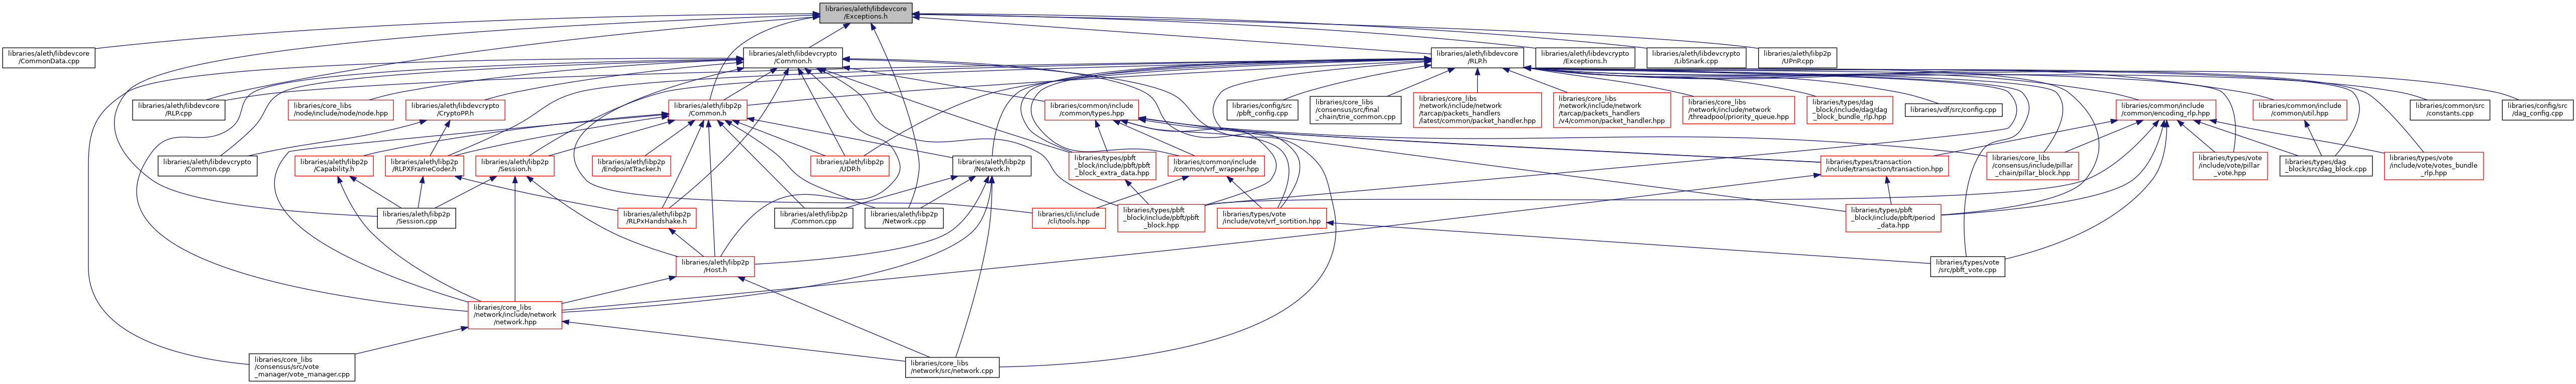 libraries/aleth/libdevcore
/Exceptions.h
libraries/aleth/libdevcore
/CommonData.cpp
libraries/aleth/libdevcrypto
/Common.h
libraries/aleth/libdevcore
/RLP.h
libraries/aleth/libdevcrypto
/Exceptions.h
libraries/aleth/libdevcrypto
/LibSnark.cpp
libraries/aleth/libp2p
/UPnP.cpp
libraries/aleth/libdevcore
/RLP.cpp
libraries/core_libs
/node/include/node/node.hpp
libraries/aleth/libdevcrypto
/CryptoPP.h
libraries/aleth/libp2p
/Common.h
libraries/common/include
/common/types.hpp
libraries/config/src
/pbft_config.cpp
libraries/core_libs
/consensus/src/final
_chain/trie_common.cpp
libraries/core_libs
/network/include/network
/tarcap/packets_handlers
/latest/common/packet_handler.hpp
libraries/core_libs
/network/include/network
/tarcap/packets_handlers
/v4/common/packet_handler.hpp
libraries/core_libs
/network/include/network
/threadpool/priority_queue.hpp
libraries/types/dag
_block/include/dag/dag
_block_bundle_rlp.hpp
libraries/vdf/src/config.cpp
libraries/common/include
/common/encoding_rlp.hpp
libraries/common/include
/common/util.hpp
libraries/common/src
/constants.cpp
libraries/config/src
/dag_config.cpp
libraries/aleth/libdevcrypto
/Common.cpp
libraries/aleth/libp2p
/Capability.h
libraries/aleth/libp2p
/RLPXFrameCoder.h
libraries/aleth/libp2p
/Session.h
libraries/aleth/libp2p
/EndpointTracker.h
libraries/aleth/libp2p
/UDP.h
libraries/aleth/libp2p
/Network.h
libraries/types/pbft
_block/include/pbft/pbft
_block_extra_data.hpp
libraries/common/include
/common/vrf_wrapper.hpp
libraries/types/transaction
/include/transaction/transaction.hpp
libraries/core_libs
/consensus/include/pillar
_chain/pillar_block.hpp
libraries/types/vote
/include/vote/pillar
_vote.hpp
libraries/types/dag
_block/src/dag_block.cpp
libraries/types/vote
/include/vote/votes_bundle
_rlp.hpp
libraries/aleth/libp2p
/Session.cpp
libraries/aleth/libp2p
/RLPxHandshake.h
libraries/aleth/libp2p
/Common.cpp
libraries/aleth/libp2p
/Network.cpp
libraries/cli/include
/cli/tools.hpp
libraries/types/pbft
_block/include/pbft/pbft
_block.hpp
libraries/types/vote
/include/vote/vrf_sortition.hpp
libraries/types/pbft
_block/include/pbft/period
_data.hpp
libraries/aleth/libp2p
/Host.h
libraries/types/vote
/src/pbft_vote.cpp
libraries/core_libs
/network/include/network
/network.hpp
libraries/core_libs
/consensus/src/vote
_manager/vote_manager.cpp
libraries/core_libs
/network/src/network.cpp